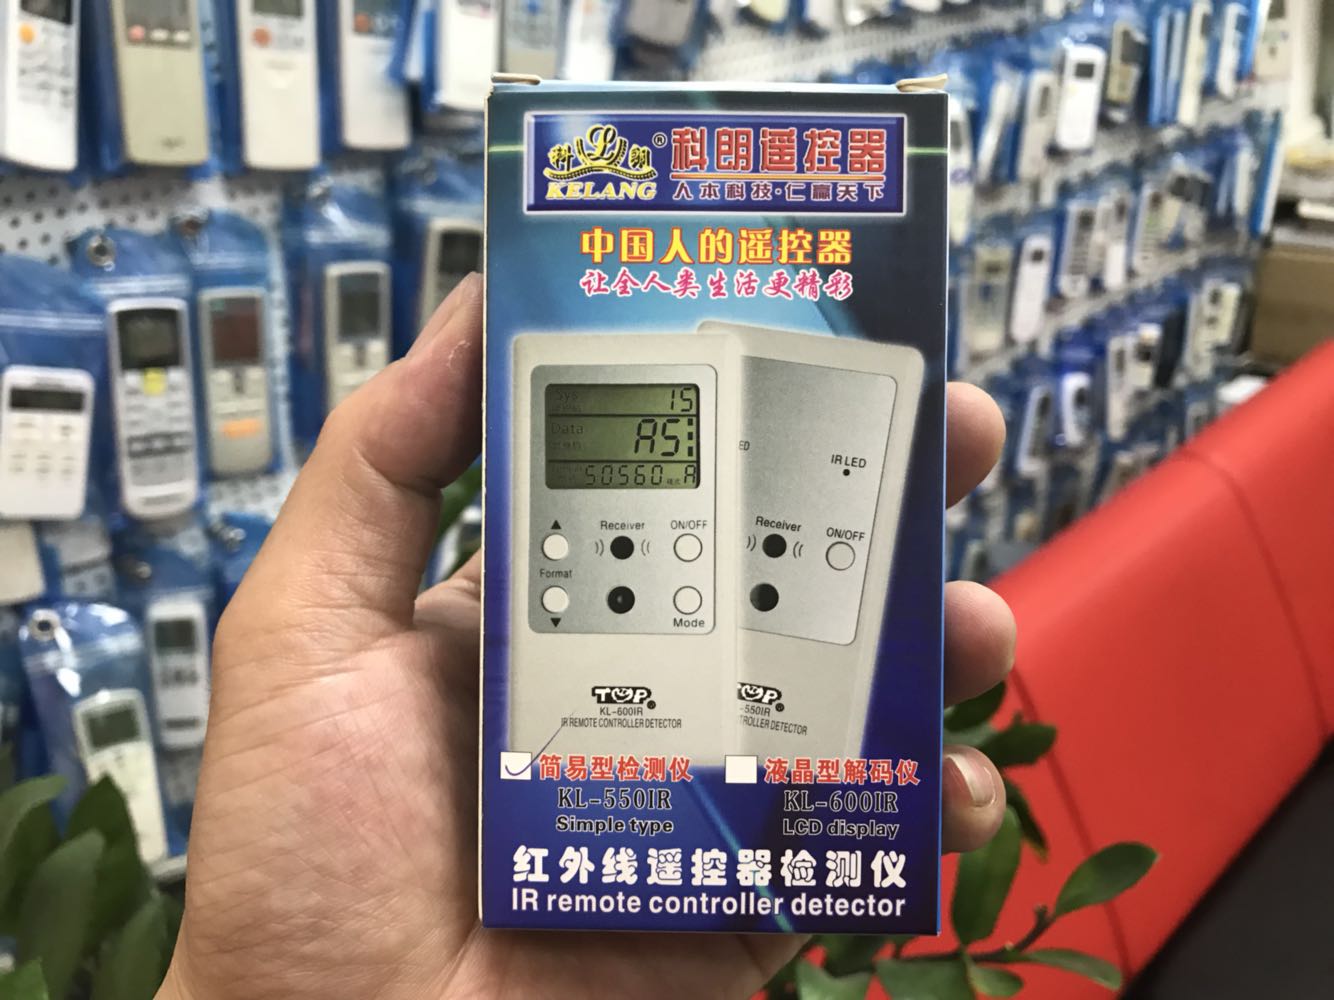 科L朗®
KELANG
科朗遥控器
人本科技·仁赢天下
中国人的遥控器
让全人类生活更精彩
Sys
15
Data
A5
50560
A
ED
IR LED
▲
Receiver
ON/OFF
Receiver
ON/OFF
Format
▼
Mode
TOP®
KL-600IR
IR REMOTE CONTROLLER DETECTOR
TOP®
-550IR
TROLLER DETECTOR
简易型检测仪
KL-550IR
Simple type
液晶型解码仪
KL-600IR
LCD display
红外线遥控器检测仪
IR remote controller detector